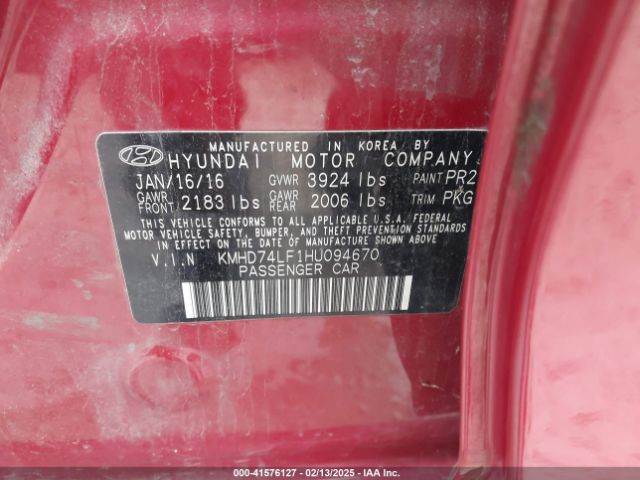 MANUFACTURED IN KOREA BY
HYUNDAI MOTOR COMPANY
JAN/16/16 GVWR 3924 lbs PAINT PR2
GAWR FRONT 2183 lbs GAWR REAR 2006 lbs TRIM PKG
THIS VEHICLE CONFORMS TO ALL APPLICABLE U.S.A. FEDERAL
MOTOR VEHICLE SAFETY, BUMPER, AND THEFT PREVENTION
STANDARDS IN EFFECT ON THE DATE OF MANUFACTURE
V.I.N KMHD74LF1HU094670
PASSENGER CAR
000-41576127 - 02/13/2025 - IAA Inc.